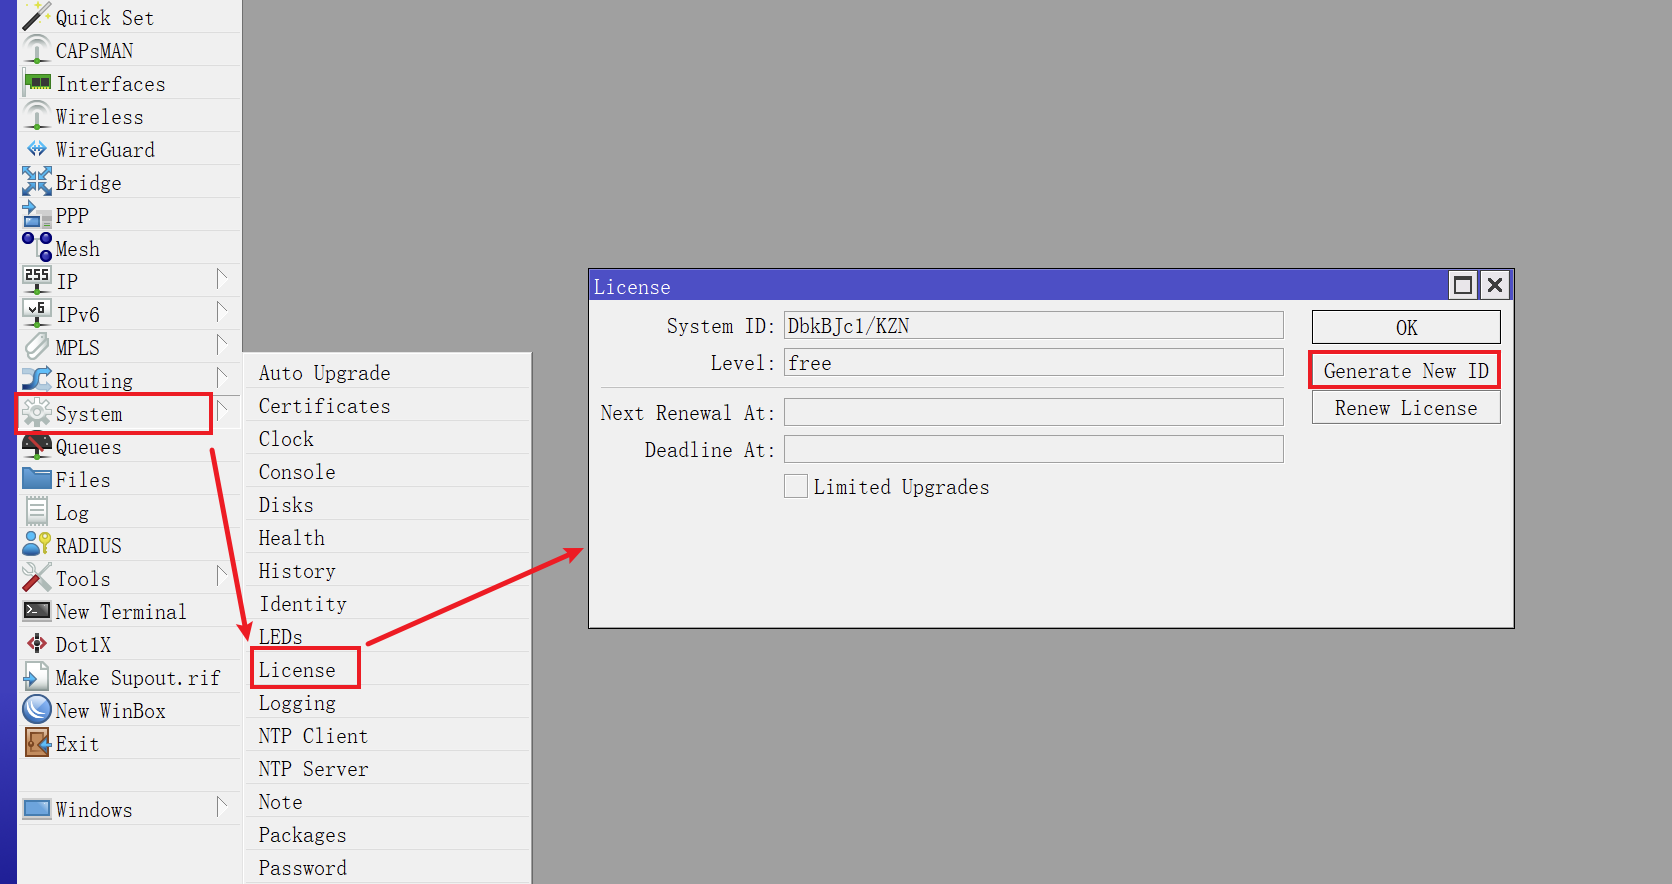 Quick Set
CAPsMAN
Interfaces
Wireless
WireGuard
Bridge
PPP
Mesh
255
IP
v6
IPv6
MPLS
Routing
System
Queues
Files
Log
RADIUS
Tools
New Terminal
Dot1X
Make Supout.rif
New WinBox
Exit
Windows
Auto Upgrade
Certificates
Clock
Console
Disks
Health
History
Identity
LEDs
License
Logging
NTP Client
NTP Server
Note
Packages
Password
License
System ID: DbkBJc1/KZN
Level: free
Next Renewal At:
Deadline At:
Limited Upgrades
OK
Generate New ID
Renew License